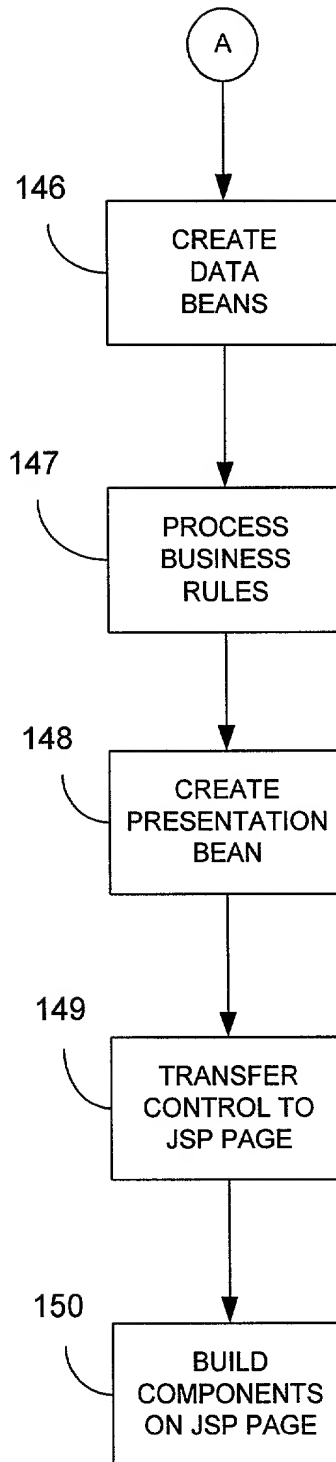 A
146
CREATE
DATA
BEANS
147
PROCESS
BUSINESS
RULES
148
CREATE
PRESENTATION
BEAN
149
TRANSFER
CONTROL TO
JSP PAGE
150
BUILD
COMPONENTS
ON JSP PAGE